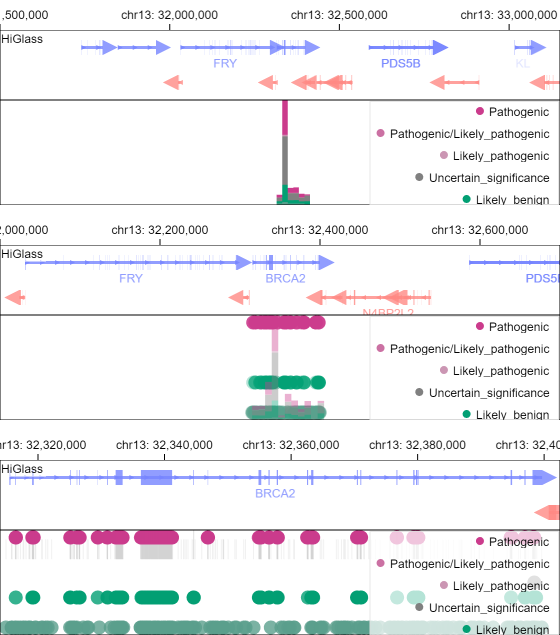 ,500,000 chr13: 32,000,000 chr13: 32,500,000 chr13: 33,000,000
HiGlass
FRY PDS5B KL
Pathogenic
Pathogenic/Likely_pathogenic
Likely_pathogenic
Uncertain_significance
Likely_benign
2,000,000 chr13: 32,200,000 chr13: 32,400,000 chr13: 32,600,000
HiGlass
FRY BRCA2 PDS5
N4BP2L2
Pathogenic
Pathogenic/Likely_pathogenic
Likely_pathogenic
Uncertain_significance
Likely_benign
nr13: 32,320,000 chr13: 32,340,000 chr13: 32,360,000 chr13: 32,380,000 chr13: 32,40
HiGlass
BRCA2
Pathogenic
Pathogenic/Likely_pathogenic
Likely_pathogenic
Uncertain_significance
Likely_benign